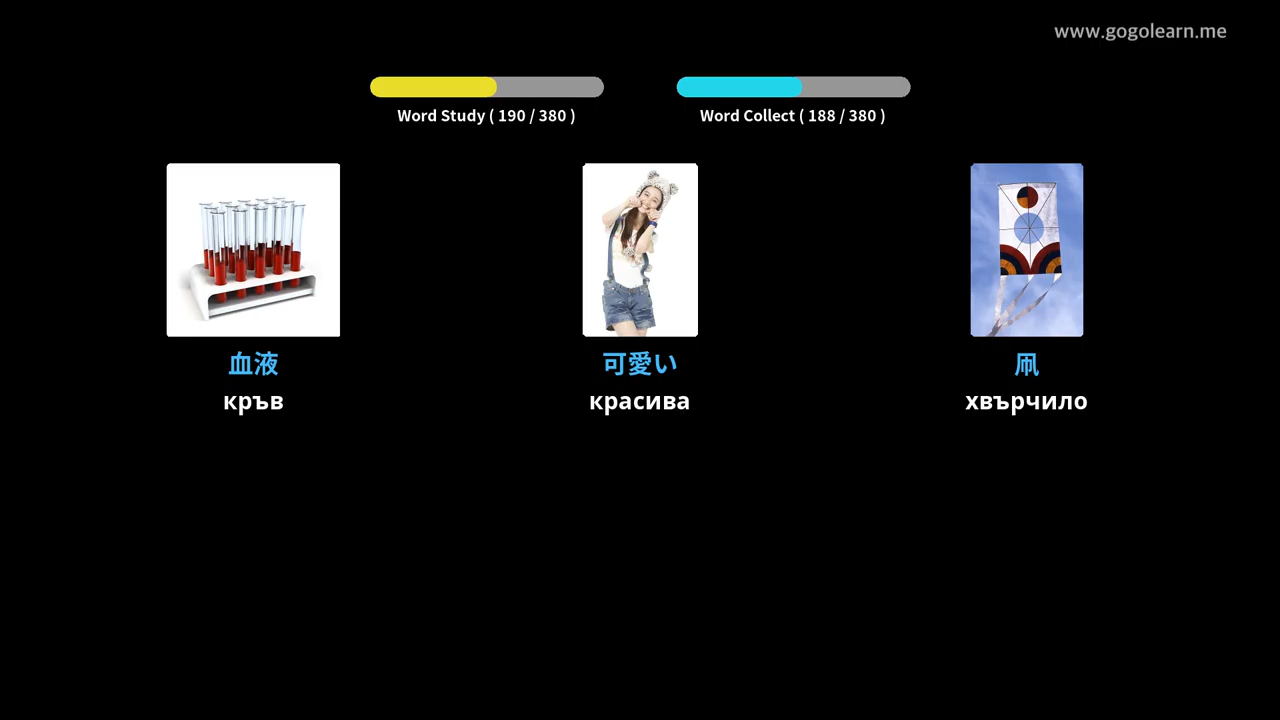 www.gogolearn.me
Word Study ( 190 / 380 )
Word Collect ( 188 / 380 )
血液
可愛い
凧
кръв
красива
хвърчило